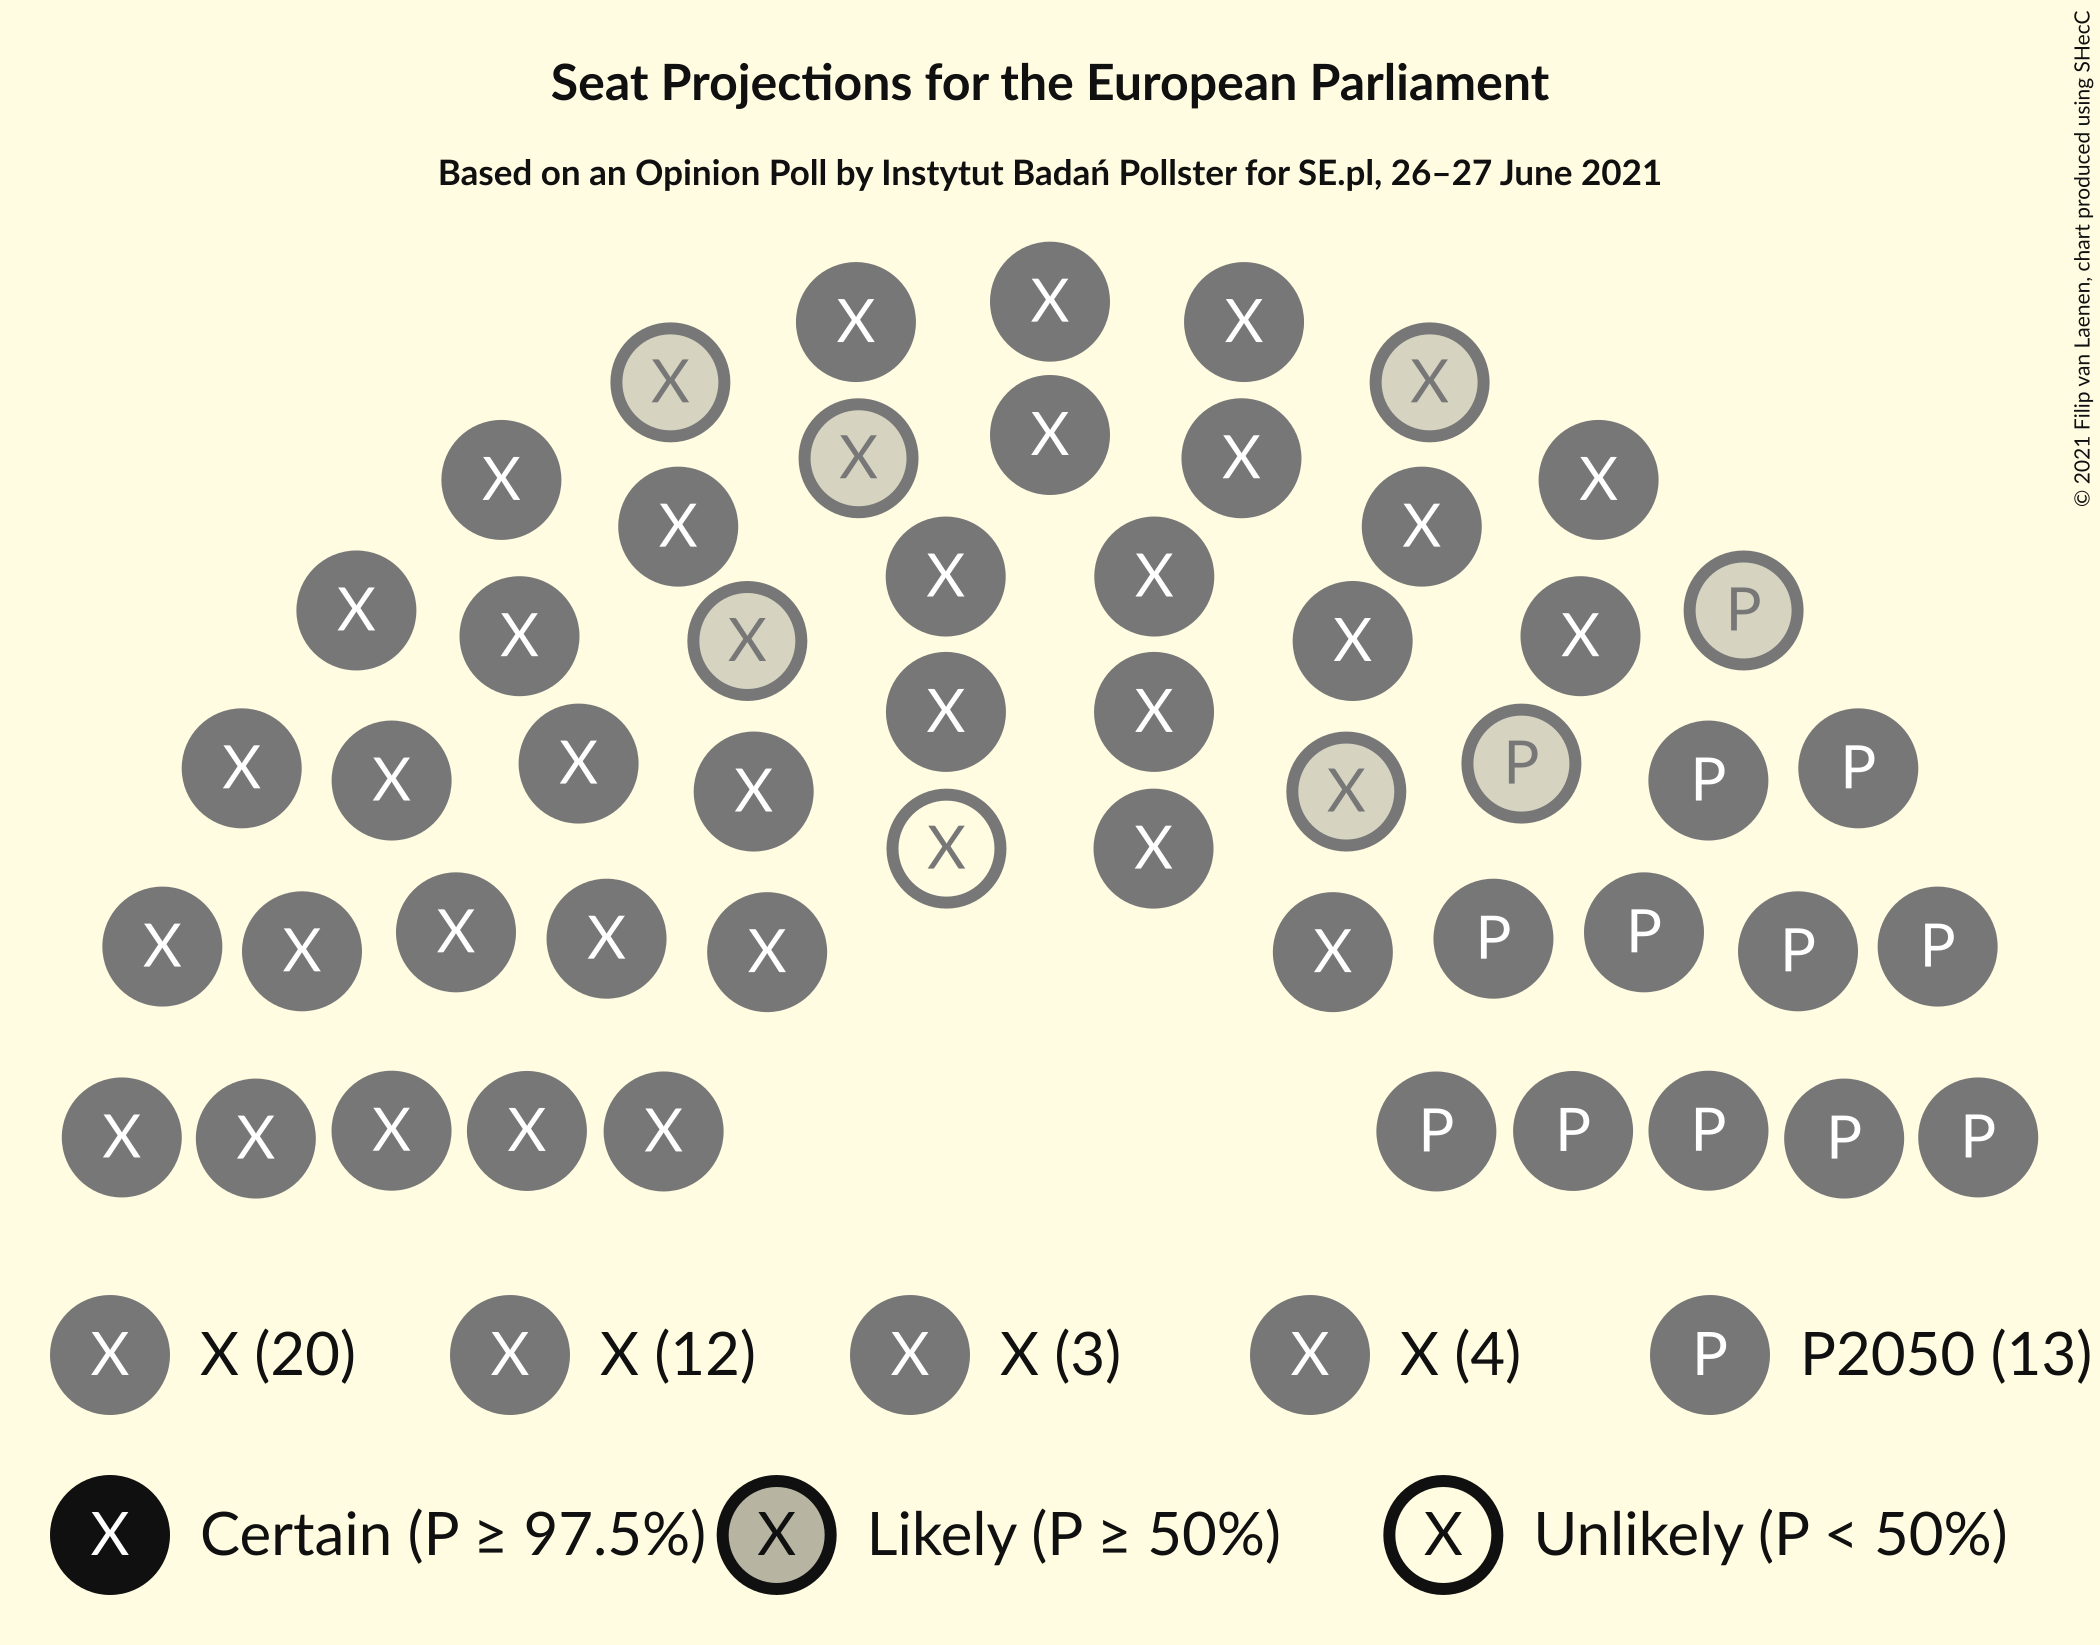 Seat Projections for the European Parliament
Based on an Opinion Poll by Instytut Badań Pollster for SE.pl, 26–27 June 2021
© 2021 Filip van Laenen, chart produced using SHecC
X
X X
X X
X
X X
X X
X X
X X
X X
X P
X X
X X
X X
X P
X X P P
X X
X X
X X X P P P P
X X
X X X X X P P P P P
X X (20) X X (12) X X (3) X X (4) P P2050 (13)
X Certain (P ≥ 97.5%) X Likely (P ≥ 50%) X Unlikely (P < 50%)